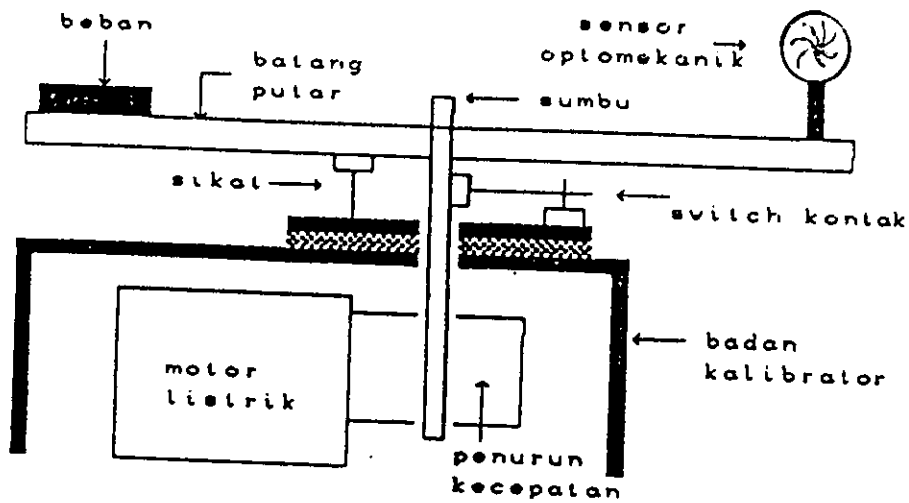 beban
sensor
optomekanik
batang
putar
sumbu
sikat
switch kontak
badan
kalibrator
motor
listrik
penurun
kecepatan